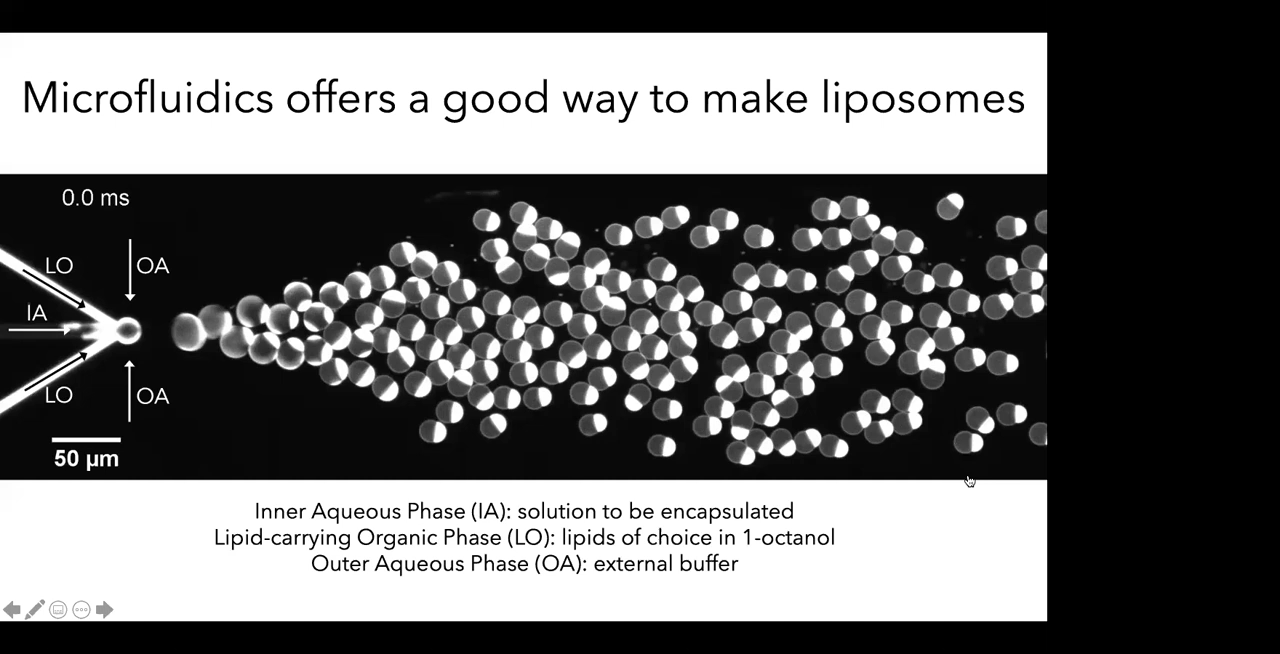 Microfluidics offers a good way to make liposomes
0.0 ms
LO
OA
IA
LO
OA
50 µm
Inner Aqueous Phase (IA): solution to be encapsulated
Lipid-carrying Organic Phase (LO): lipids of choice in 1-octanol
Outer Aqueous Phase (OA): external buffer